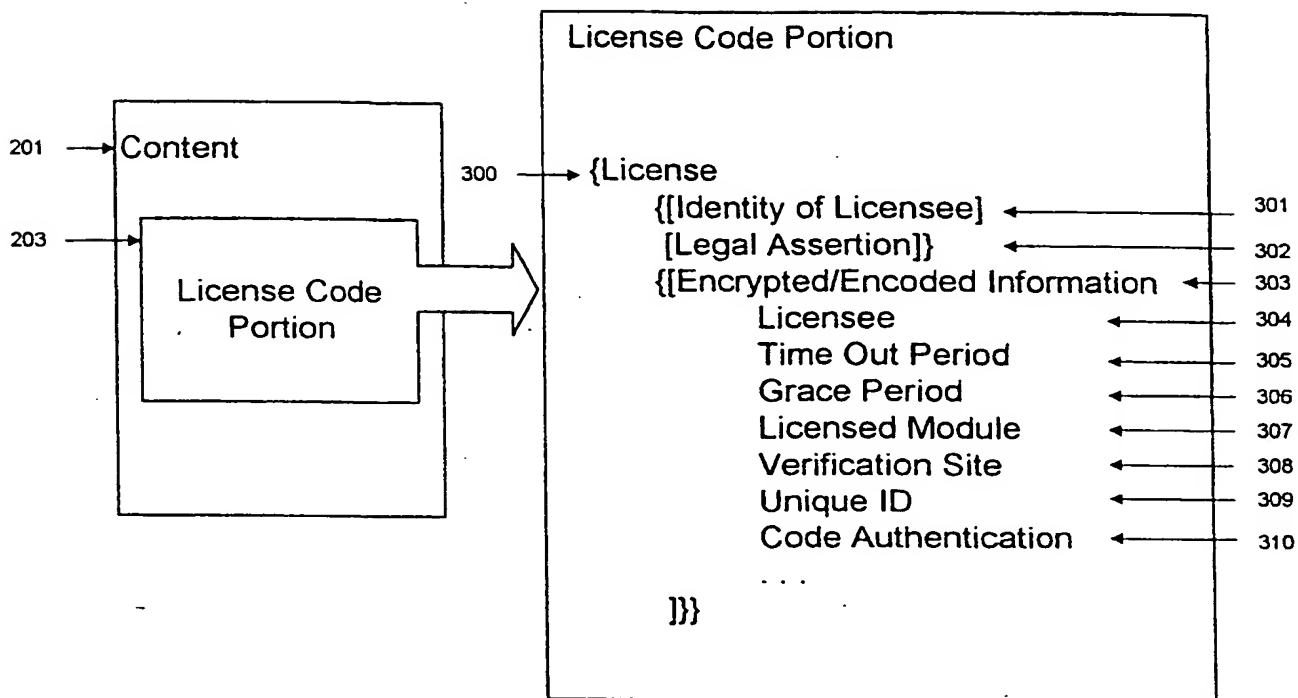 License Code Portion
201 Content
203
License Code
Portion
300 {License
{[Identity of Licensee] 301
[Legal Assertion]} 302
{[Encrypted/Encoded Information 303
Licensee 304
Time Out Period 305
Grace Period 306
Licensed Module 307
Verification Site 308
Unique ID 309
Code Authentication 310
. . .
]}}